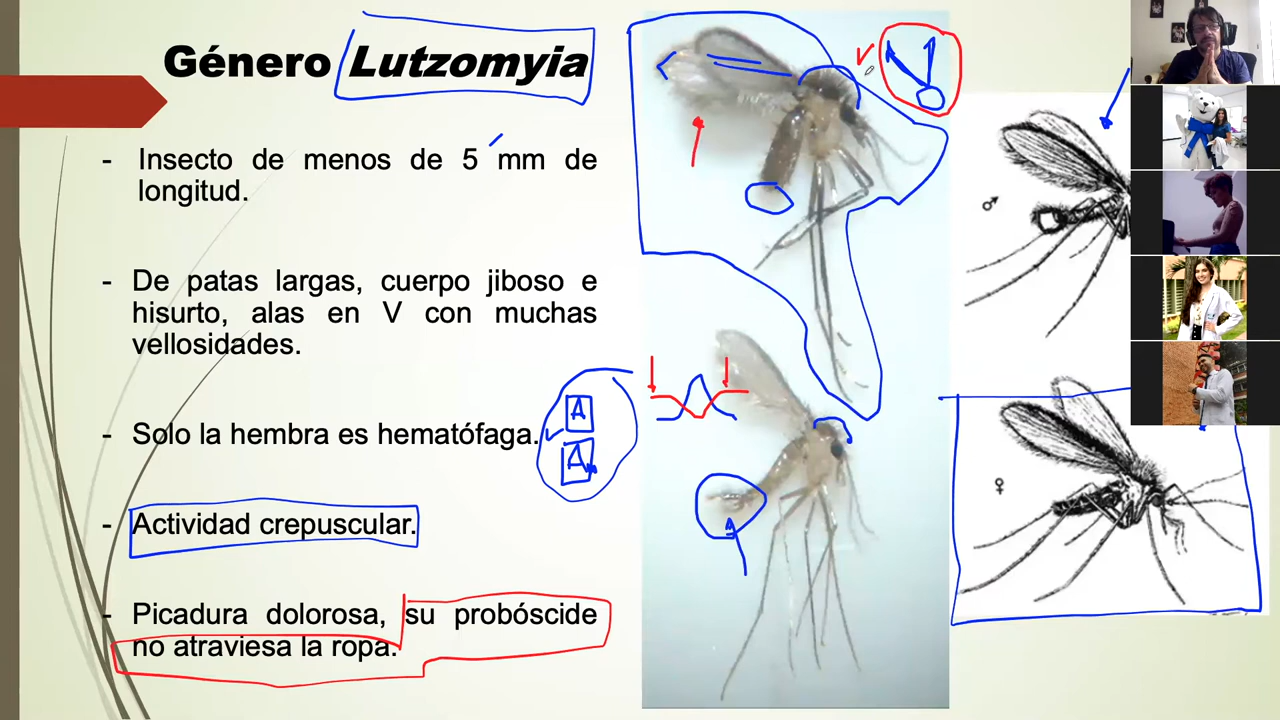 Género Lutzomyia
- Insecto de menos de 5 mm de
longitud.
- De patas largas, cuerpo jiboso e
hisurto, alas en V con muchas
vellosidades.
- Solo la hembra es hematófaga.
- Actividad crepuscular.
- Picadura dolorosa, su probóscide
no atraviesa la ropa.
V
A
A
♂
♀